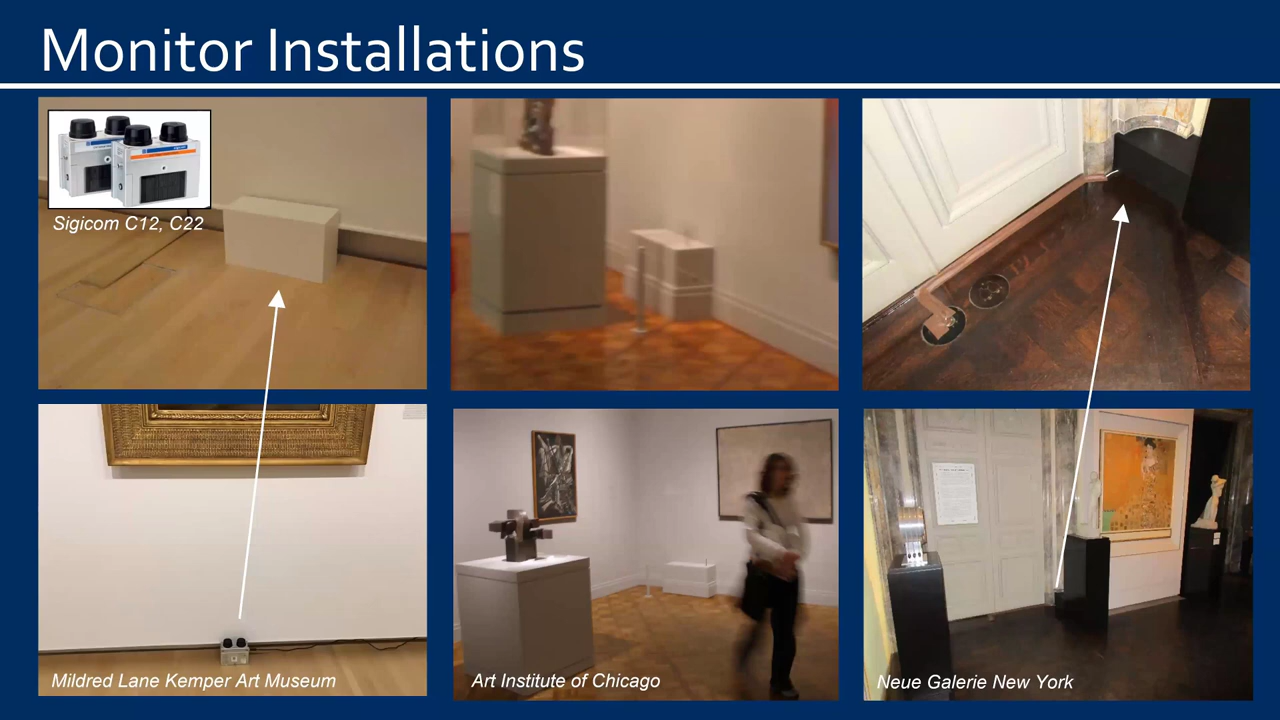 Monitor Installations
Sigicom C12, C22
Mildred Lane Kemper Art Museum
Art Institute of Chicago
Neue Galerie New York